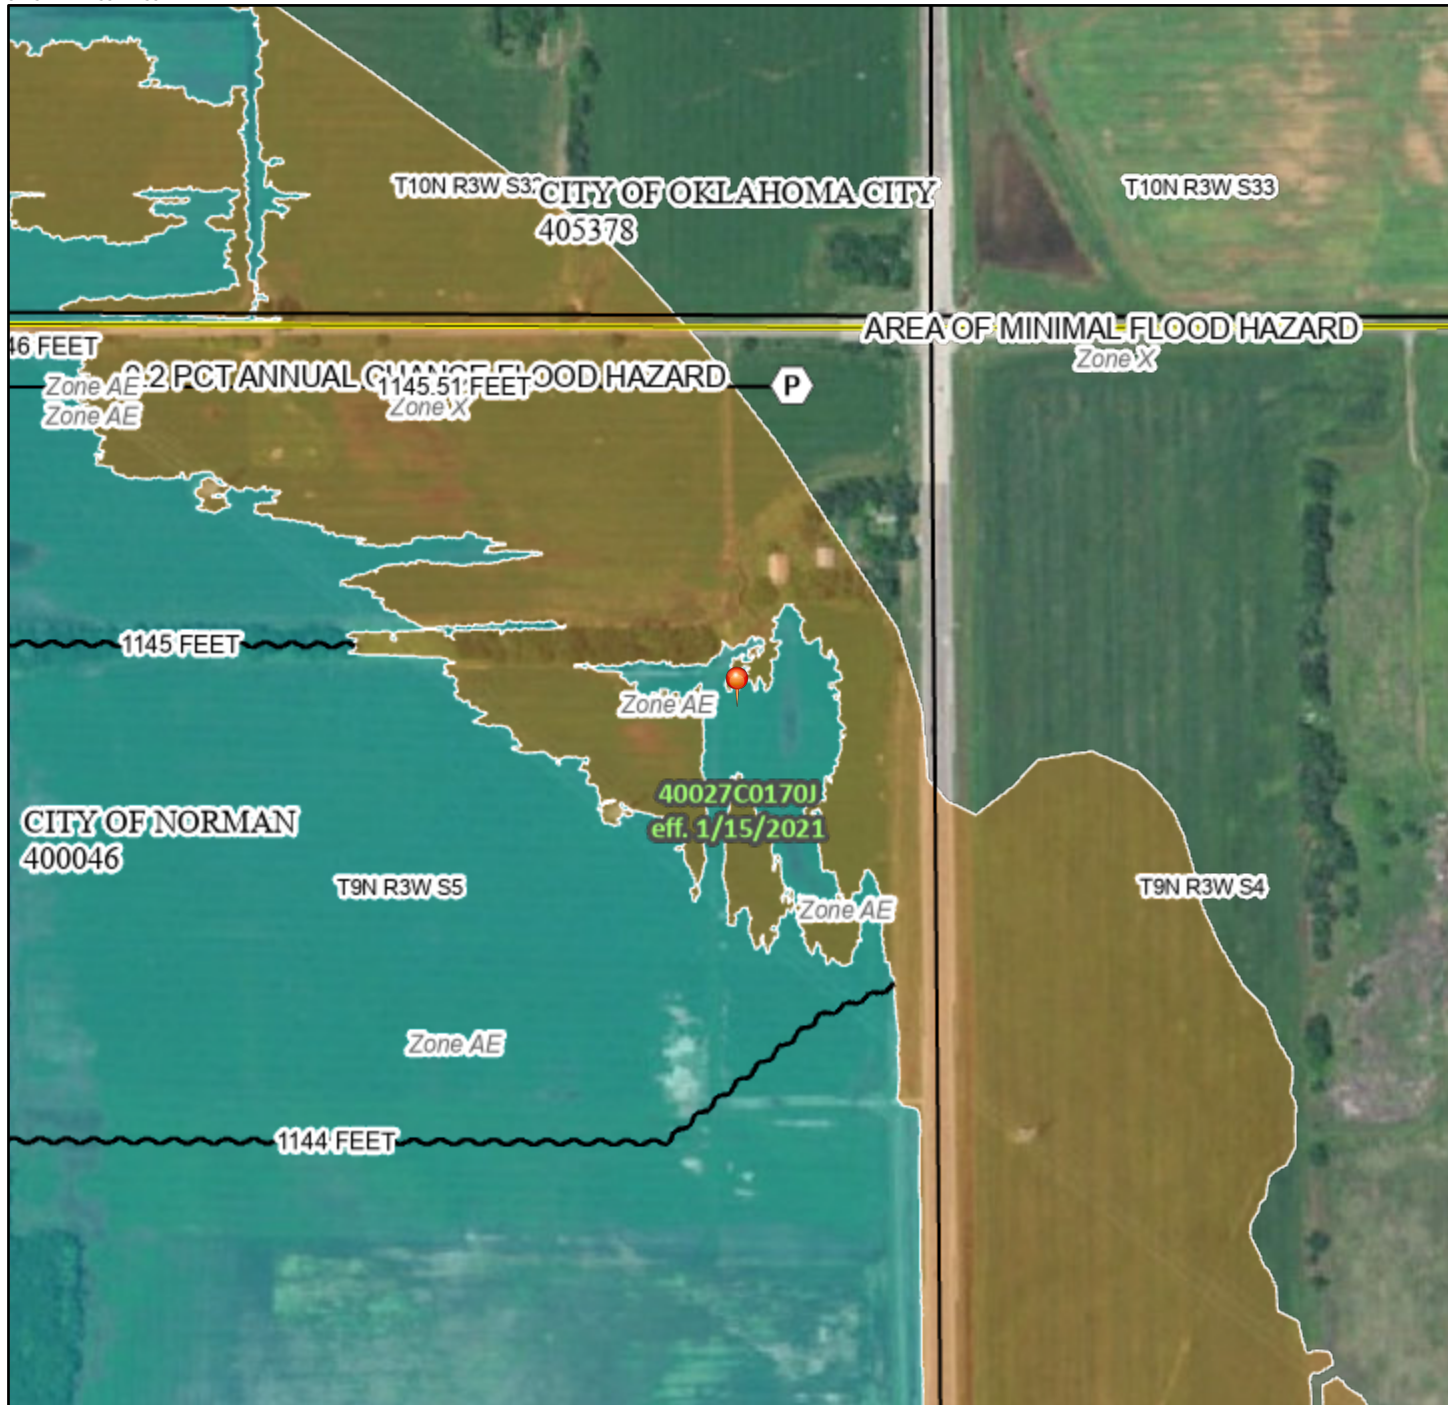 T10N R3W S32
CITY OF OKLAHOMA CITY
405378
T10N R3W S33
AREA OF MINIMAL FLOOD HAZARD
Zone X
46 FEET
0.2 PCT ANNUAL CHANCE FLOOD HAZARD
Zone AE
1145.51 FEET
P
Zone X
Zone AE
1145 FEET
Zone AE
40027C0170J
eff. 1/15/2021
CITY OF NORMAN
400046
T9N R3W S5
T9N R3W S4
Zone AE
Zone AE
1144 FEET